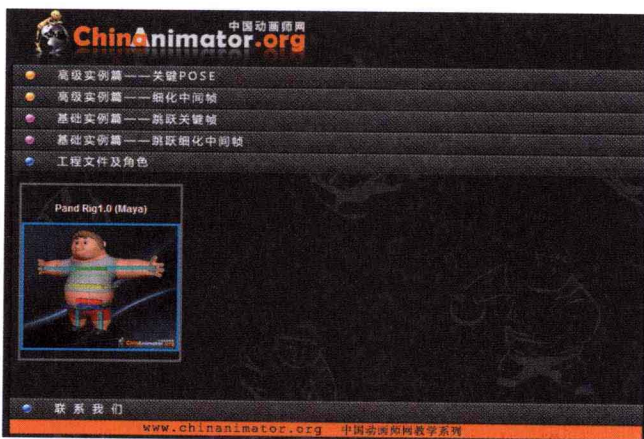 中国动画师网
ChinAnimator.org
高级实例篇——关键POSE
高级实例篇——细化中间帧
基础实例篇——跳跃关键帧
基础实例篇——跳跃细化中间帧
工程文件及角色
Pand Rig1.0 (Maya)
ChinAnimator.org
联系我们
www.chinanimator.org 中国动画师网教学系列